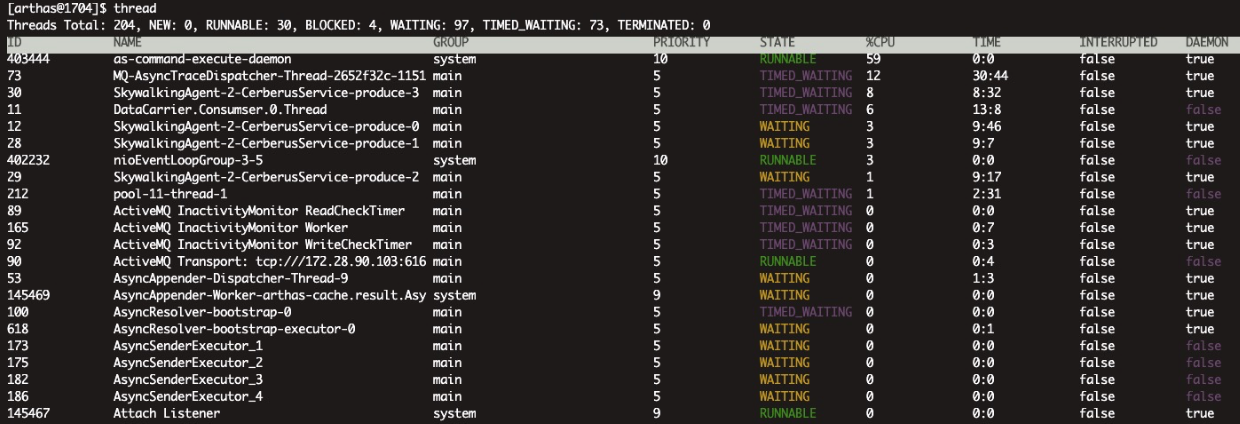 [arthas@1704]$ thread
Threads Total: 204, NEW: 0, RUNNABLE: 30, BLOCKED: 4, WAITING: 97, TIMED_WAITING: 73, TERMINATED: 0
ID NAME GROUP PRIORITY STATE %CPU TIME INTERRUPTED DAEMON
403444 as-command-execute-daemon system 10 RUNNABLE 59 0:0 false true
73 MQ-AsyncTraceDispatcher-Thread-2652f32c-1151 main 5 TIMED_WAITING 12 30:44 false true
30 SkywalkingAgent-2-CerberusService-produce-3 main 5 TIMED_WAITING 8 8:32 false true
11 DataCarrier.Consumser.0.Thread main 5 TIMED_WAITING 6 13:8 false false
12 SkywalkingAgent-2-CerberusService-produce-0 main 5 WAITING 3 9:46 false true
28 SkywalkingAgent-2-CerberusService-produce-1 main 5 WAITING 3 9:7 false true
402232 nioEventLoopGroup-3-5 system 10 RUNNABLE 3 0:0 false false
29 SkywalkingAgent-2-CerberusService-produce-2 main 5 WAITING 1 9:17 false true
212 pool-11-thread-1 main 5 TIMED_WAITING 1 2:31 false false
89 ActiveMQ InactivityMonitor ReadCheckTimer main 5 TIMED_WAITING 0 0:0 false true
165 ActiveMQ InactivityMonitor Worker main 5 TIMED_WAITING 0 0:7 false true
92 ActiveMQ InactivityMonitor WriteCheckTimer main 5 TIMED_WAITING 0 0:3 false true
90 ActiveMQ Transport: tcp:///172.28.90.103:616 main 5 RUNNABLE 0 0:4 false false
53 AsyncAppender-Dispatcher-Thread-9 main 5 WAITING 0 1:3 false true
145469 AsyncAppender-Worker-arthas-cache.result.Asy system 9 WAITING 0 0:0 false true
100 AsyncResolver-bootstrap-0 main 5 TIMED_WAITING 0 0:0 false true
618 AsyncResolver-bootstrap-executor-0 main 5 WAITING 0 0:1 false true
173 AsyncSenderExecutor_1 main 5 WAITING 0 0:0 false false
175 AsyncSenderExecutor_2 main 5 WAITING 0 0:0 false false
182 AsyncSenderExecutor_3 main 5 WAITING 0 0:0 false false
186 AsyncSenderExecutor_4 main 5 WAITING 0 0:0 false false
145467 Attach Listener system 9 RUNNABLE 0 0:0 false true